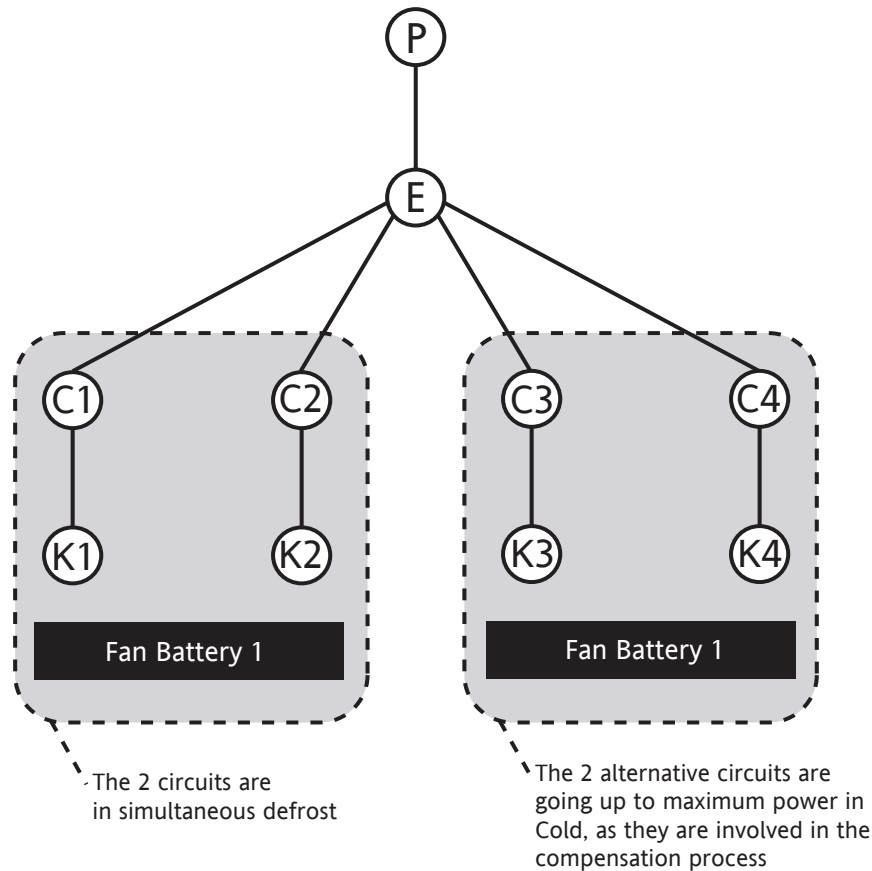 P
E
C1
C2
C3
C4
K1
K2
K3
K4
Fan Battery 1
Fan Battery 1
The 2 circuits are
in simultaneous defrost
The 2 alternative circuits are
going up to maximum power in
Cold, as they are involved in the
compensation process